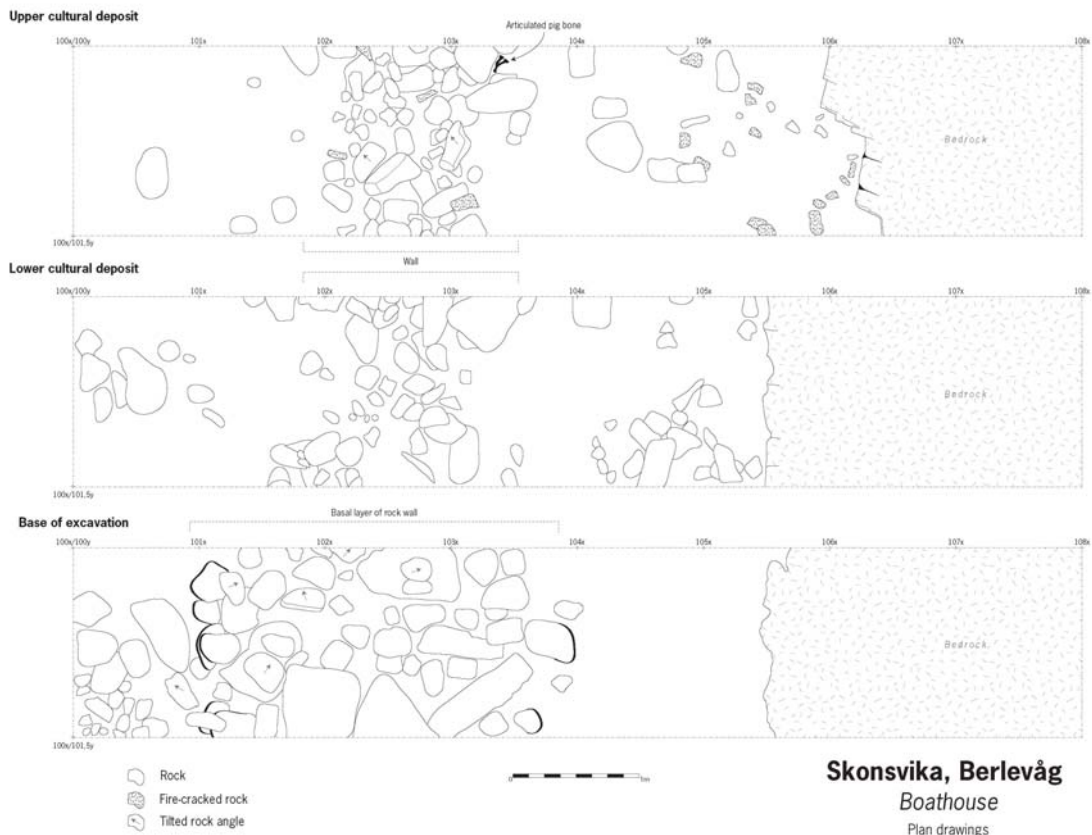 Upper cultural deposit
Articulated pig bone
100x/100y 101x 102x 103x 104x 105x 106x 107x 108x
Bedrock
100x/101,5y
Wall
Lower cultural deposit
100x/100y 101x 102x 103x 104x 105x 106x 107x 108x
Bedrock
100x/101,5y
Basal layer of rock wall
Base of excavation
100x/100y 101x 102x 103x 104x 105x 106x 107x 108x
Bedrock
100x/101,5y
Rock
Fire-cracked rock
Tilted rock angle
0 1m
Skonsvika, Berlevåg
Boathouse
Plan drawings